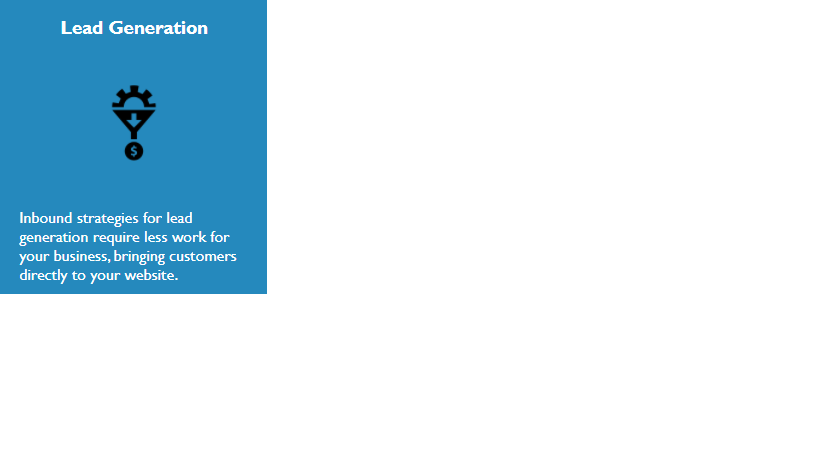 Lead Generation
$
Inbound strategies for lead
generation require less work for
your business, bringing customers
directly to your website.